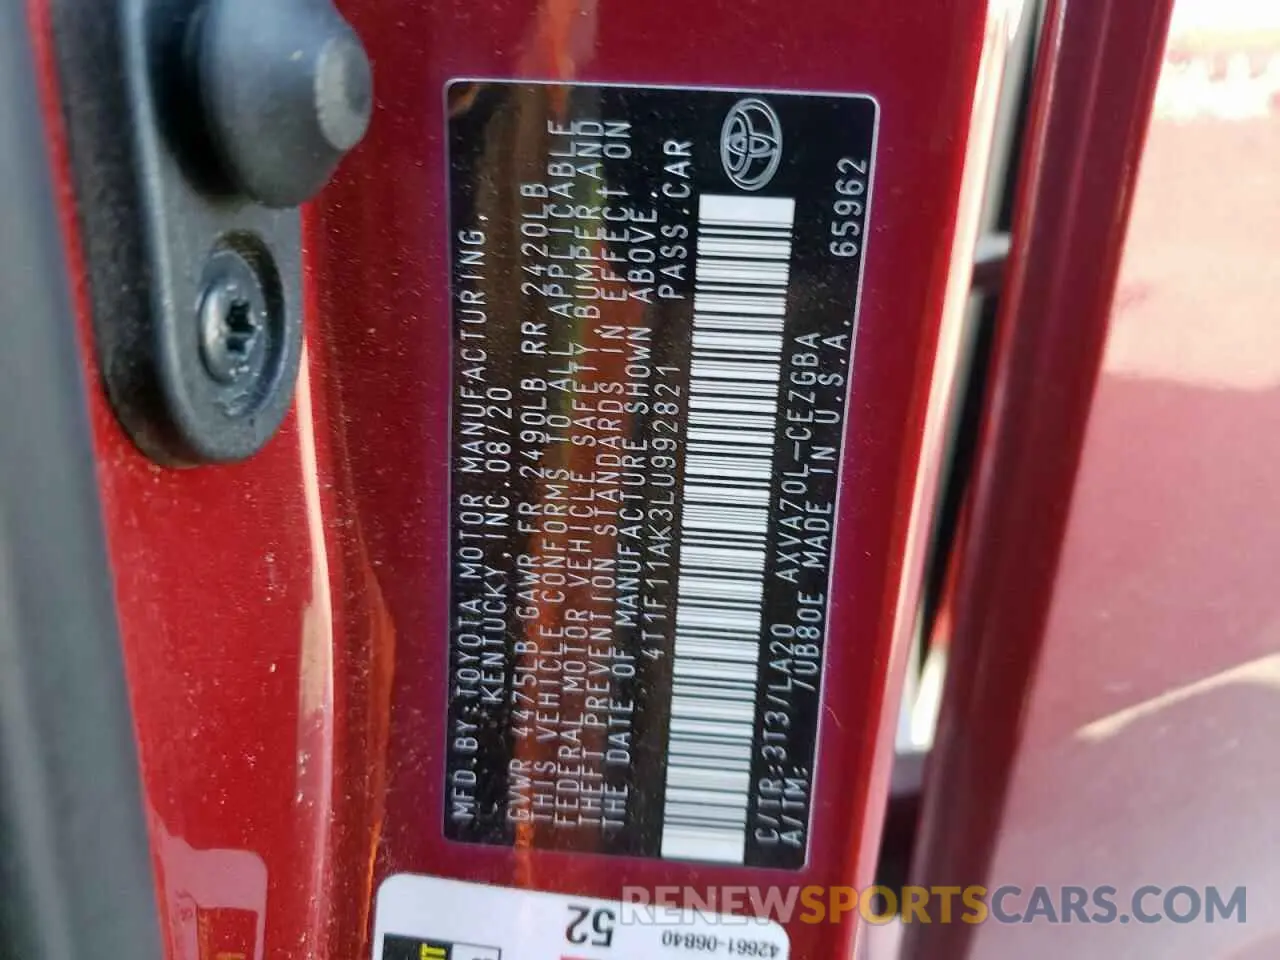 MFD.BY:TOYOTA MOTOR MANUFACTURING,
KENTUCKY,INC.08/20
GVWR 4475LB GAWR FR 2490LB RR 2420LB
THIS VEHICLE CONFORMS TO ALL APPLICABLE
FEDERAL MOTOR VEHICLE SAFETY, BUMPER, AND
THEFT PREVENTION STANDARDS IN EFFECT ON
THE DATE OF MANUFACTURE SHOWN ABOVE.
4T1F11AK3LU992821 PASS.CAR
C/TR:3T3/LA20 AXVA70L-CEZGBA 65962
A/TM: /UB80E MADE IN U.S.A.
52
42661-06840
RENEWSPORTSCARS.COM